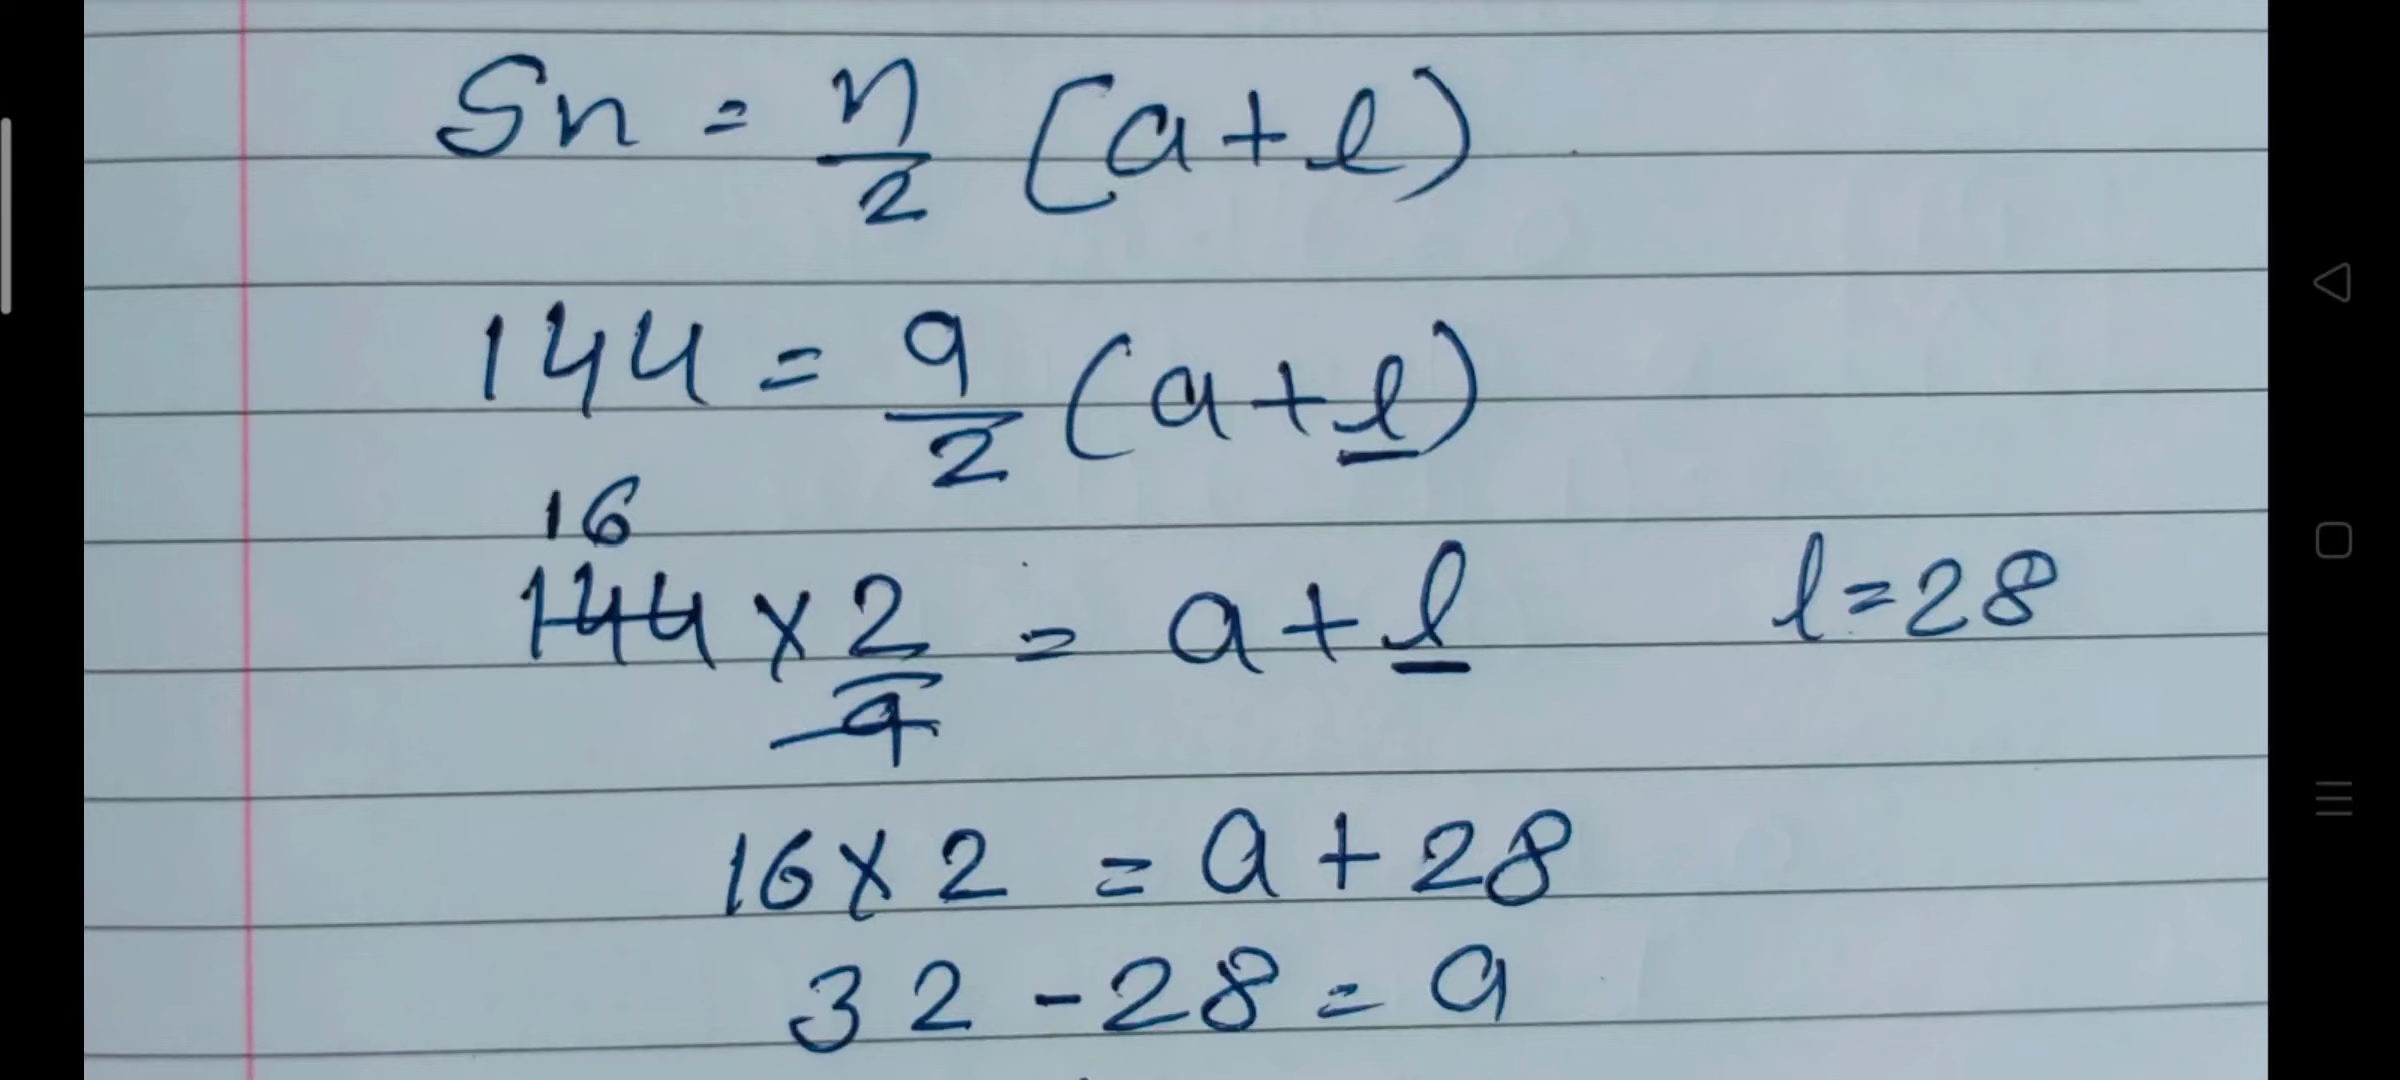 Sn = n/2 (a+l)
144 = 9/2 (a+l)
16
144 × 2/9 = a+l l=28
16×2 = a+28
32-28 = a